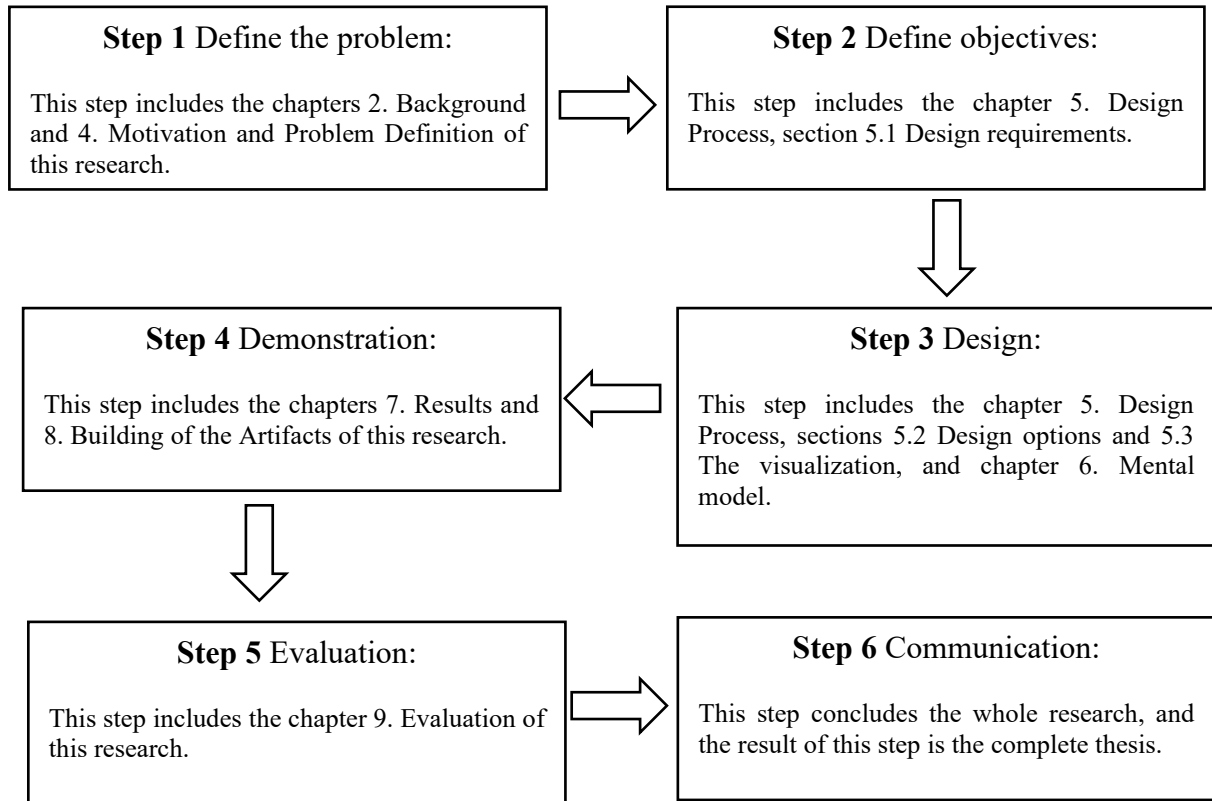 Step 1 Define the problem:
This step includes the chapters 2. Background
and 4. Motivation and Problem Definition of
this research.
Step 2 Define objectives:
This step includes the chapter 5. Design
Process, section 5.1 Design requirements.
Step 3 Design:
This step includes the chapter 5. Design
Process, sections 5.2 Design options and 5.3
The visualization, and chapter 6. Mental
model.
Step 4 Demonstration:
This step includes the chapters 7. Results and
8. Building of the Artifacts of this research.
Step 5 Evaluation:
This step includes the chapter 9. Evaluation of
this research.
Step 6 Communication:
This step concludes the whole research, and
the result of this step is the complete thesis.